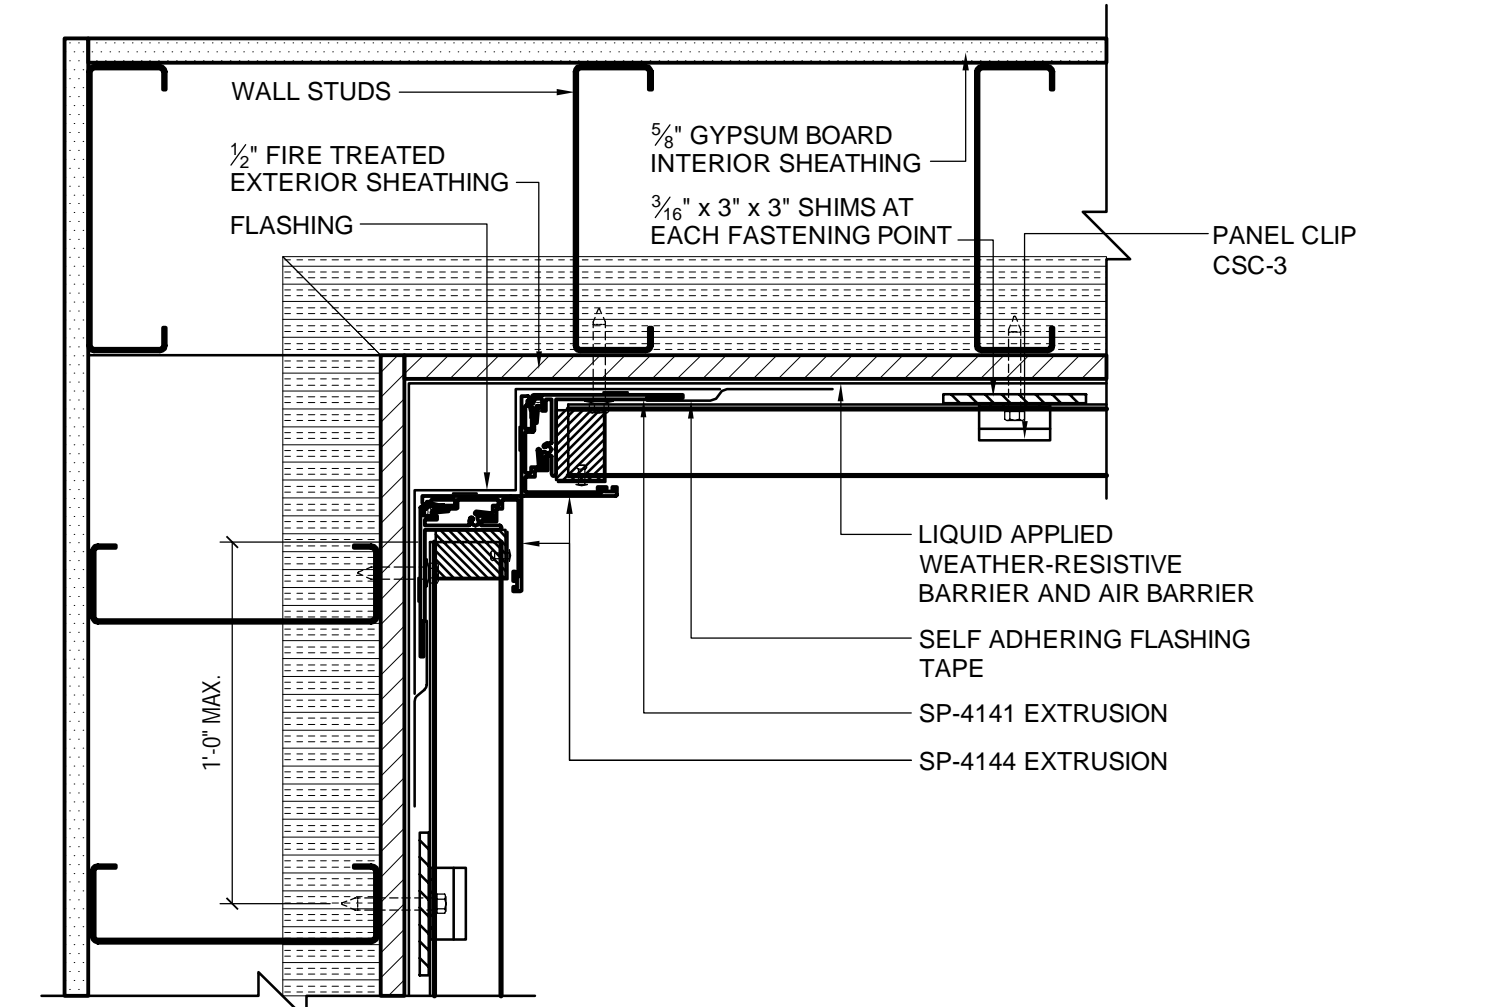 WALL STUDS
½" FIRE TREATED
EXTERIOR SHEATHING
FLASHING
⅝" GYPSUM BOARD
INTERIOR SHEATHING
3⁄16" x 3" x 3" SHIMS AT
EACH FASTENING POINT
PANEL CLIP
CSC-3
LIQUID APPLIED
WEATHER-RESISTIVE
BARRIER AND AIR BARRIER
SELF ADHERING FLASHING
TAPE
SP-4141 EXTRUSION
SP-4144 EXTRUSION
1'-0" MAX.